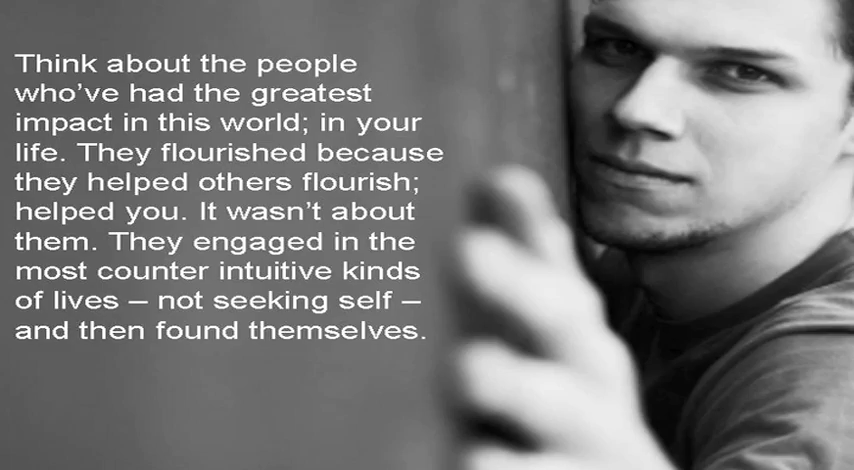 Think about the people
who’ve had the greatest
impact in this world; in your
life. They flourished because
they helped others flourish;
helped you. It wasn’t about
them. They engaged in the
most counter intuitive kinds
of lives – not seeking self –
and then found themselves.